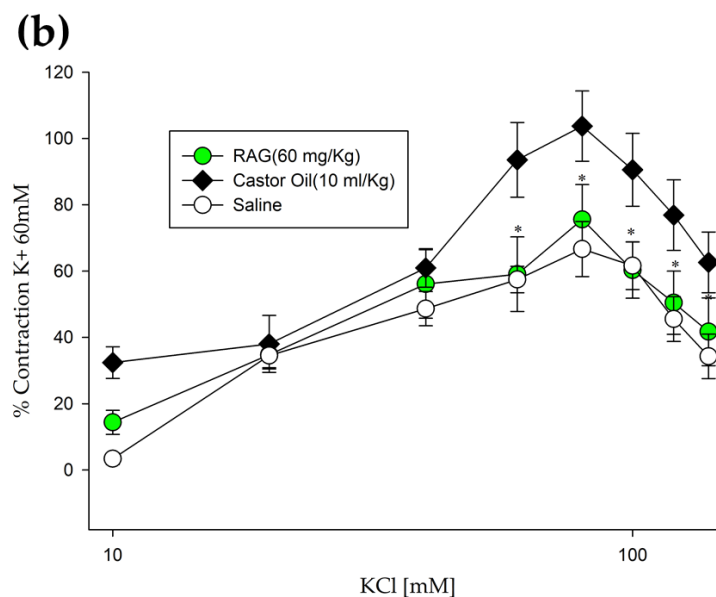 (b)
120
100
80
60
40
20
0
% Contraction K+ 60mM
RAG(60 mg/Kg)
Castor Oil(10 ml/Kg)
Saline
*
*
*
*
*
10
100
KCl [mM]